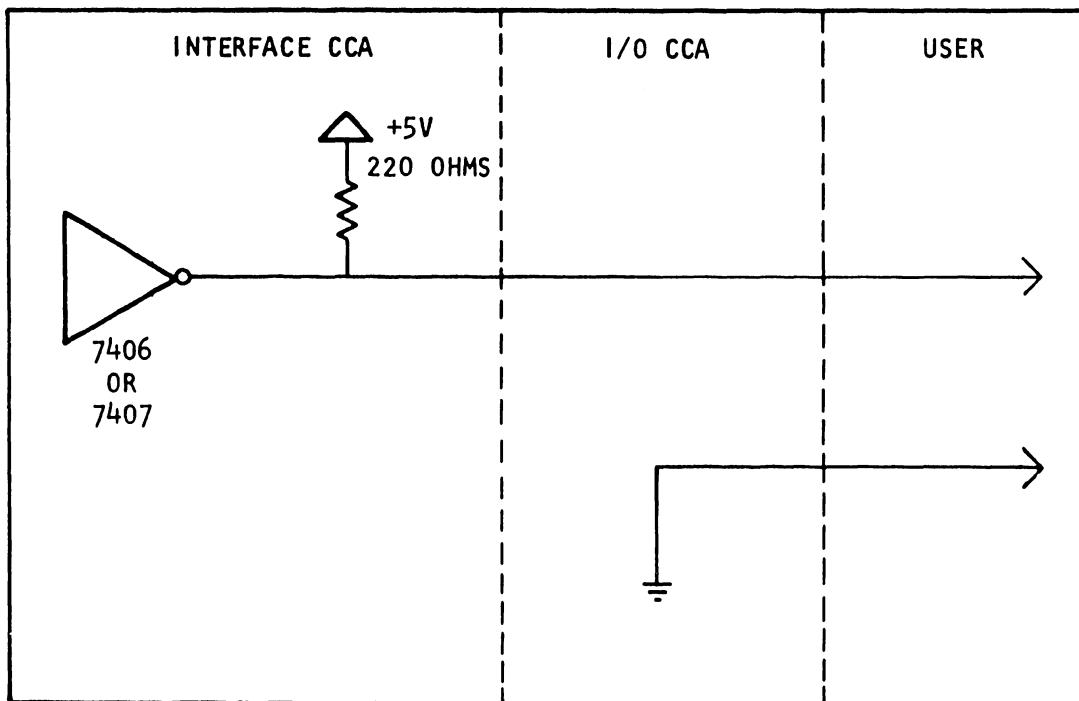 INTERFACE CCA
I/O CCA
USER
+5V
220 OHMS
7406
OR
7407